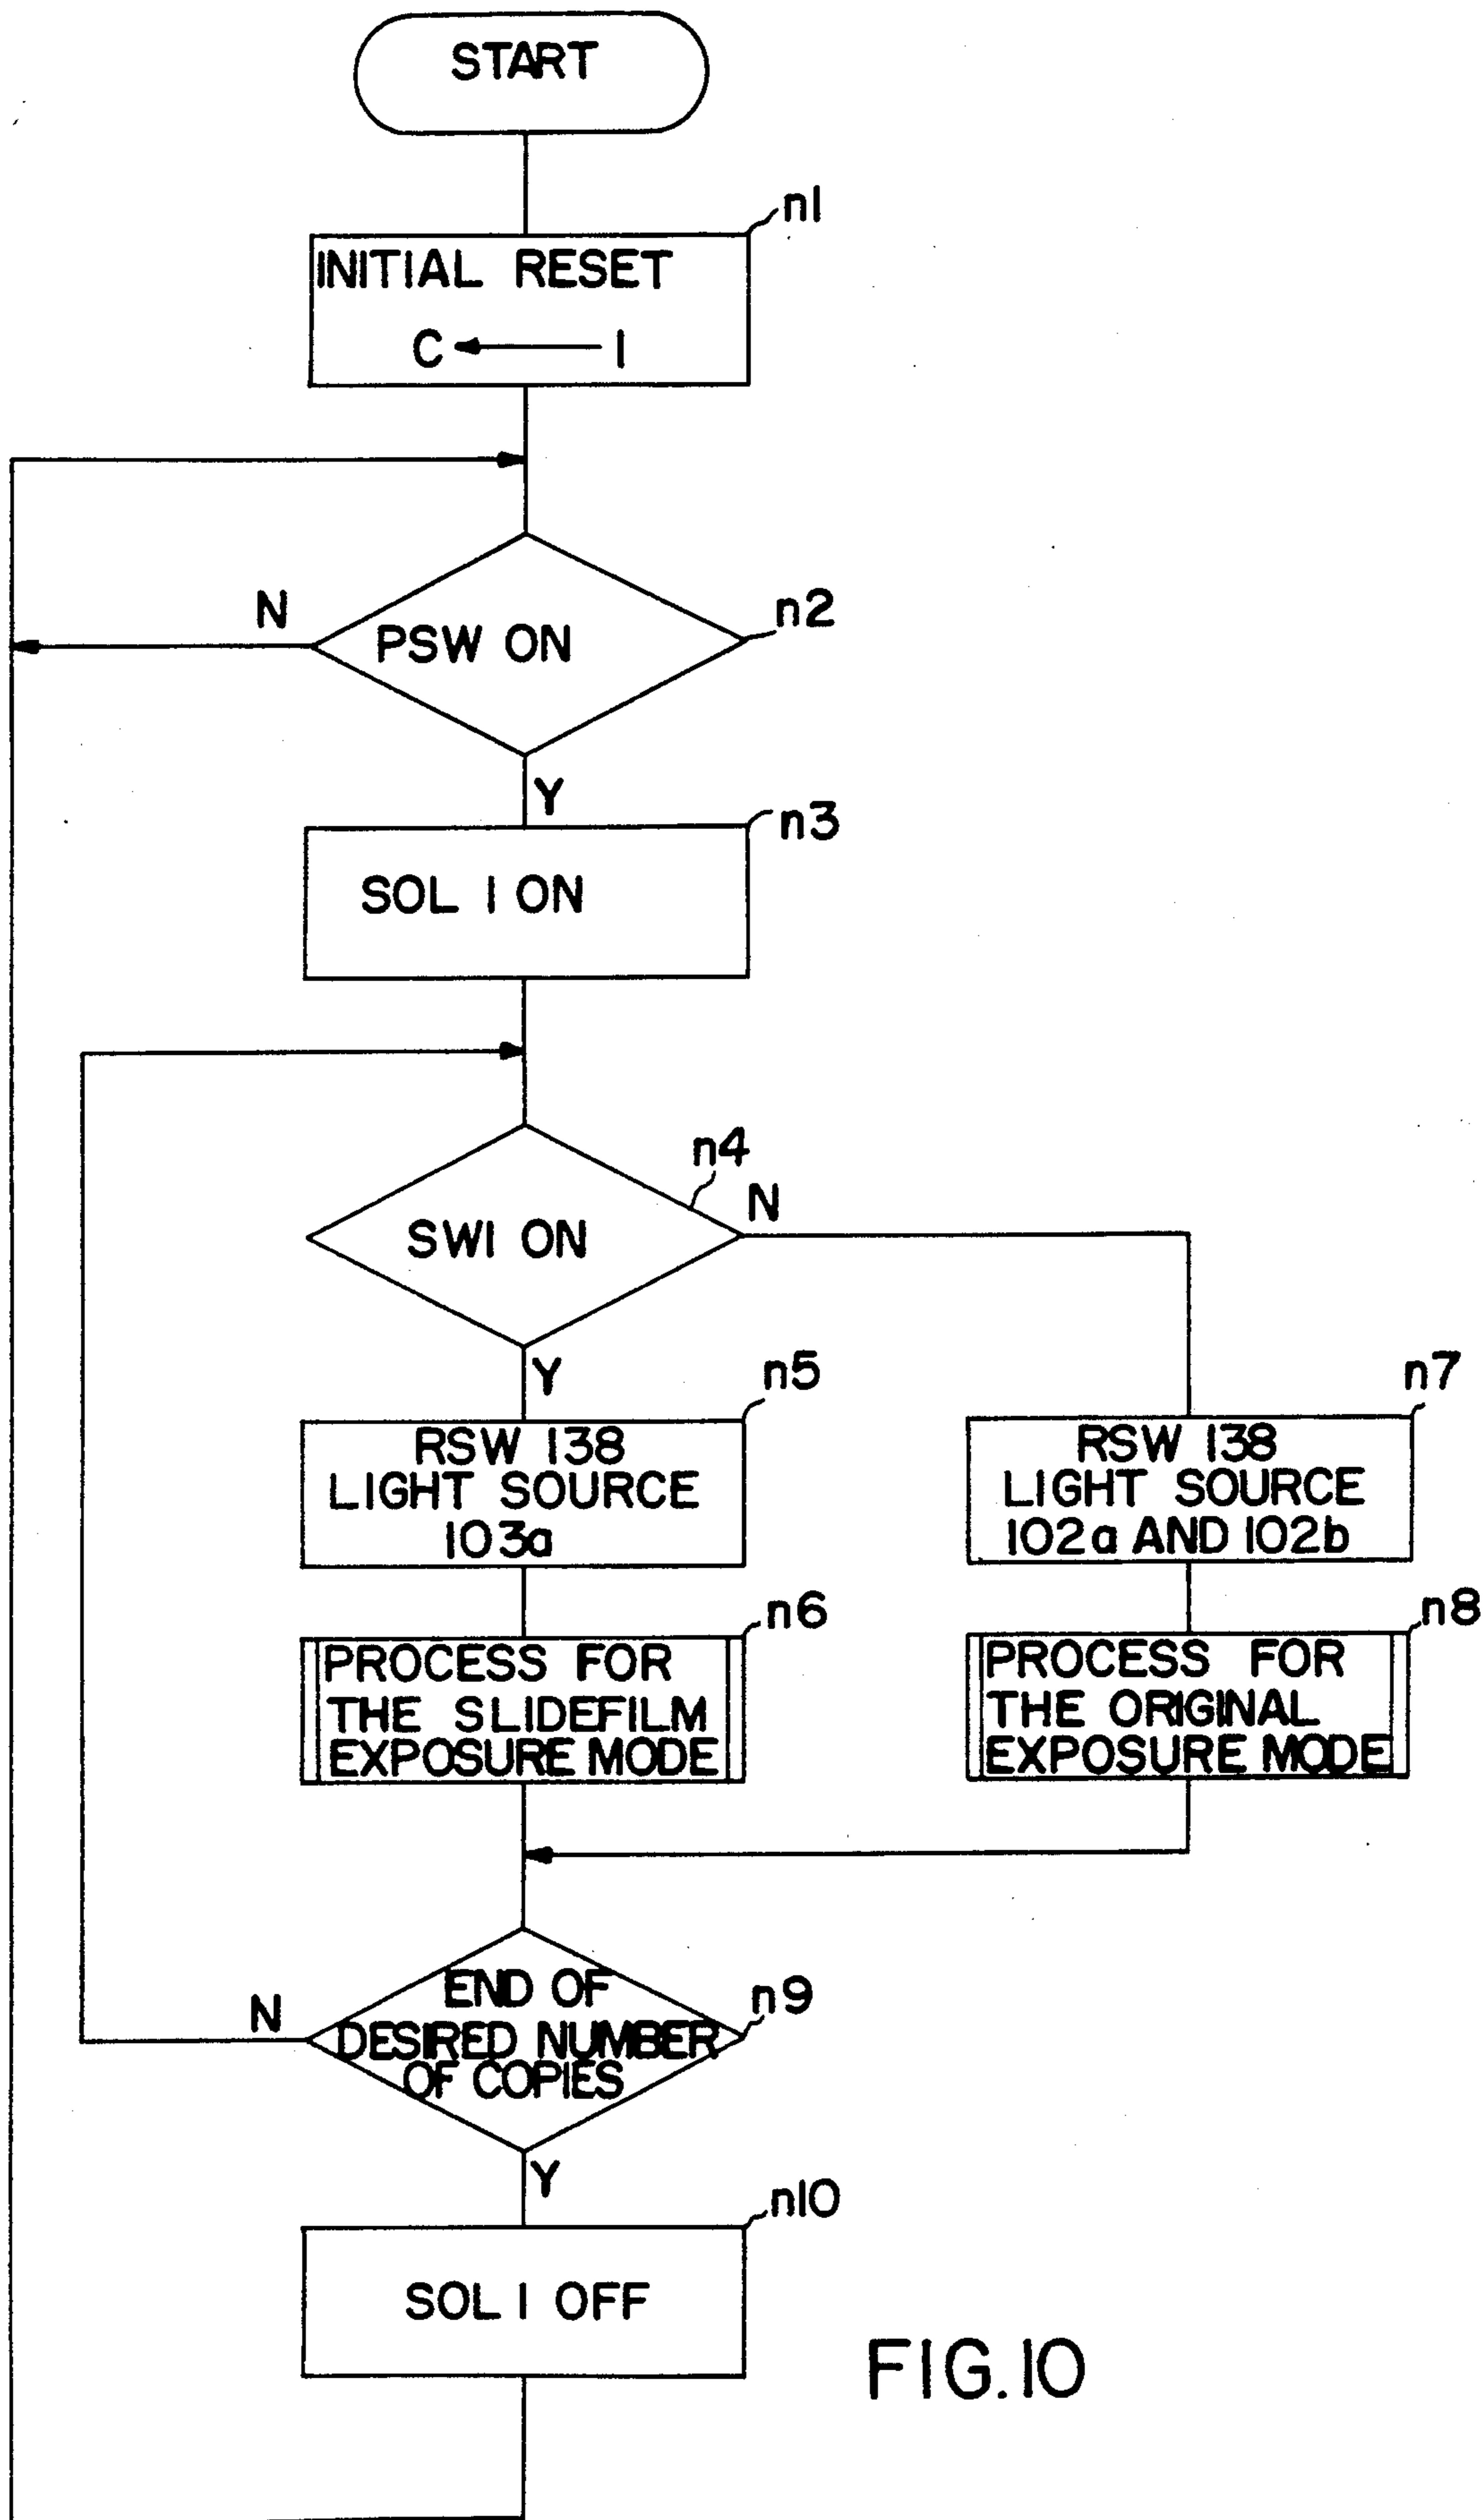 START
n1
INITIAL RESET
C ← 1
N
PSW ON
n2
Y
n3
SOL 1 ON
n4
N
SW1 ON
Y
n5
n7
RSW 138
LIGHT SOURCE
103a
RSW 138
LIGHT SOURCE
102a AND 102b
n6
n8
PROCESS FOR
THE SLIDEFILM
EXPOSURE MODE
PROCESS FOR
THE ORIGINAL
EXPOSURE MODE
N
END OF
DESIRED NUMBER
OF COPIES
n9
Y
n10
SOL 1 OFF
FIG.10